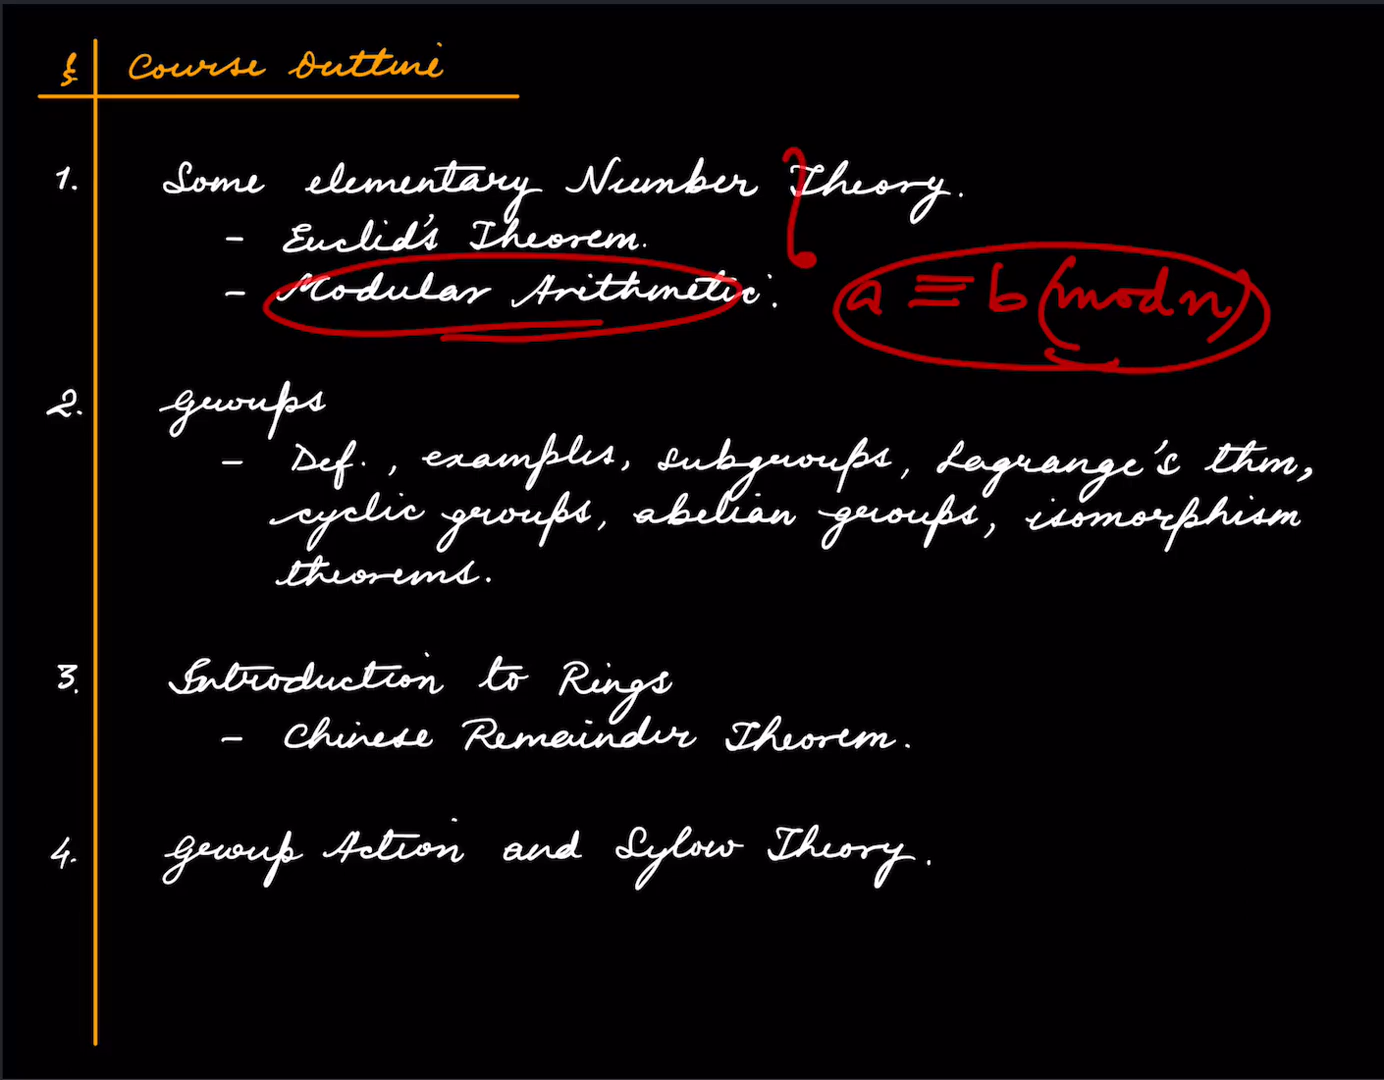 § Course Outline
1. Some elementary Number Theory.
- Euclid's Theorem.
- Modular Arithmetic. a ≡ b (mod n)
2. Groups
- Def., examples, subgroups, Lagrange's thm,
cyclic groups, abelian groups, isomorphism
theorems.
3. Introduction to Rings
- Chinese Remainder Theorem.
4. Group Action and Sylow Theory.